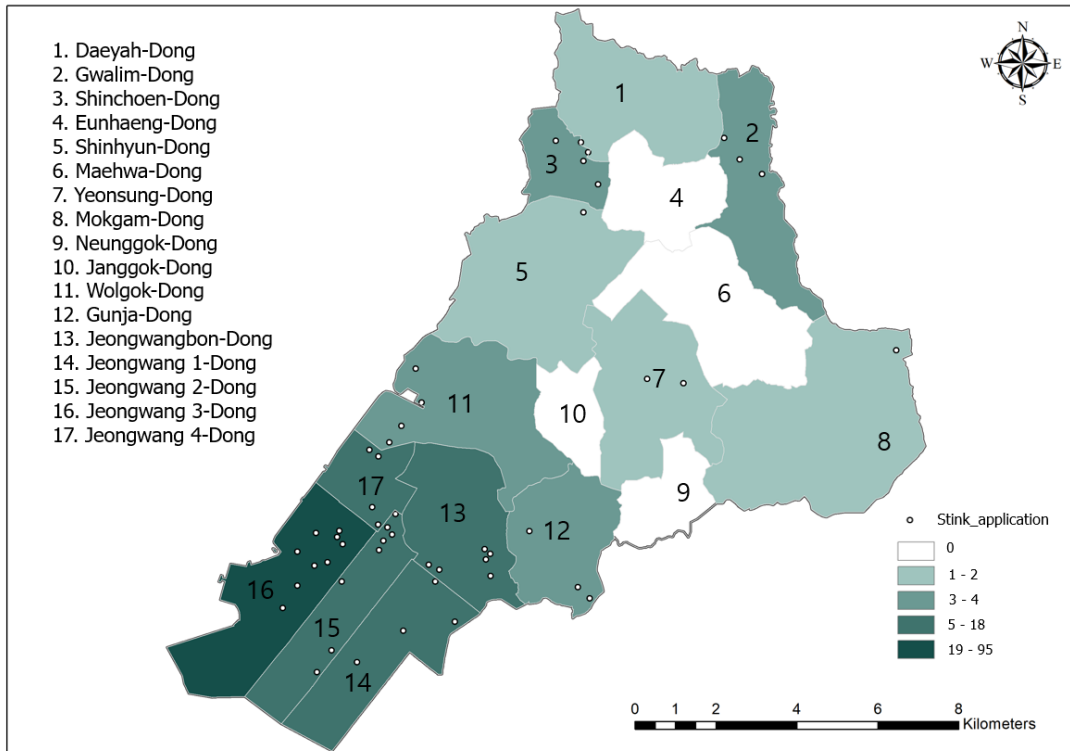 1. Daeyah-Dong
2. Gwalim-Dong
3. Shinchoen-Dong
4. Eunhaeng-Dong
5. Shinhyun-Dong
6. Maehwa-Dong
7. Yeonsung-Dong
8. Mokgam-Dong
9. Neunggok-Dong
10. Janggok-Dong
11. Wolgok-Dong
12. Gunja-Dong
13. Jeongwangbon-Dong
14. Jeongwang 1-Dong
15. Jeongwang 2-Dong
16. Jeongwang 3-Dong
17. Jeongwang 4-Dong
N
W E
S
1
2
3
4
5
6
7
8
9
10
11
12
13
14
15
16
17
Stink_application
0
1 - 2
3 - 4
5 - 18
19 - 95
0 1 2 4 6 8
Kilometers